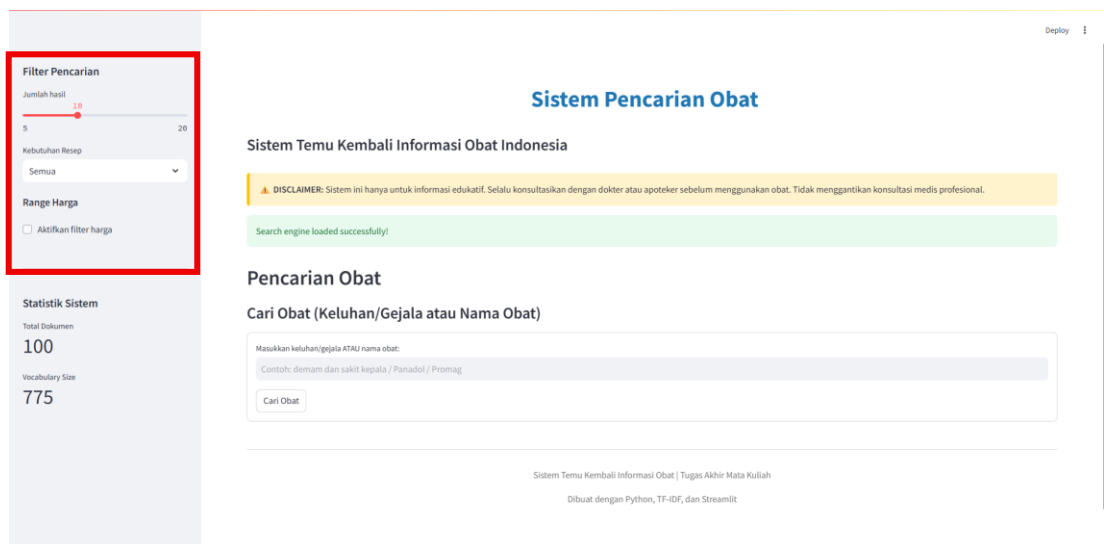 Deploy
Filter Pencarian
Jumlah hasil
10
5 20
Kebutuhan Resep
Semua
Range Harga
Aktifkan filter harga
Statistik Sistem
Total Dokumen
100
Vocabulary Size
775
Sistem Pencarian Obat
Sistem Temu Kembali Informasi Obat Indonesia
DISCLAIMER: Sistem ini hanya untuk informasi edukatif. Selalu konsultasikan dengan dokter atau apoteker sebelum menggunakan obat. Tidak menggantikan konsultasi medis profesional.
Search engine loaded successfully!
Pencarian Obat
Cari Obat (Keluhan/Gejala atau Nama Obat)
Masukkan keluhan/gejala ATAU nama obat:
Contoh: demam dan sakit kepala / Panadol / Promag
Cari Obat
Sistem Temu Kembali Informasi Obat | Tugas Akhir Mata Kuliah
Dibuat dengan Python, TF-IDF, dan Streamlit